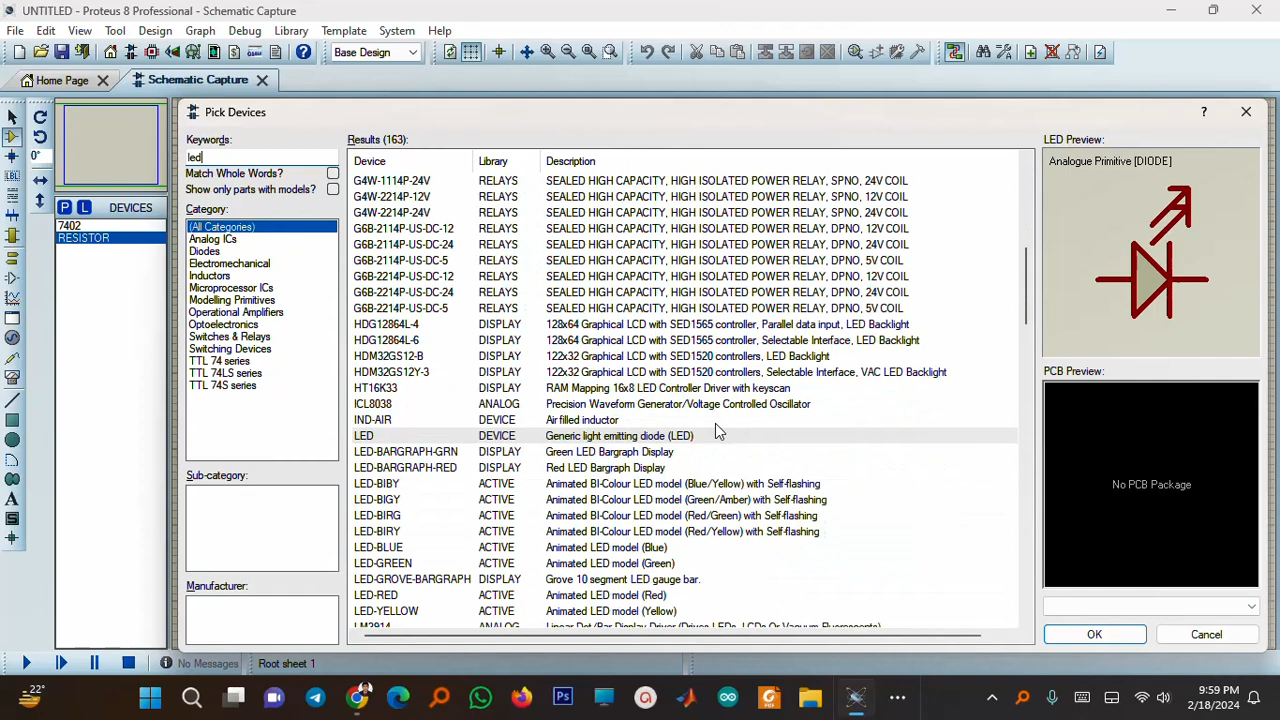 UNTITLED - Proteus 8 Professional - Schematic Capture
File Edit View Tool Design Graph Debug Library Template System Help
Base Design
Home Page
Schematic Capture
Pick Devices
?
Keywords:
led
Match Whole Words?
Show only parts with models?
Category:
(All Categories)
Analog ICs
Diodes
Electromechanical
Inductors
Microprocessor ICs
Modelling Primitives
Operational Amplifiers
Optoelectronics
Switches & Relays
Switching Devices
TTL 74 series
TTL 74LS series
TTL 74S series
Sub-category:
Manufacturer:
0°
LBL
P L DEVICES
7402
RESISTOR
Results (163):
Device Library Description
G4W-1114P-24V RELAYS SEALED HIGH CAPACITY, HIGH ISOLATED POWER RELAY, SPNO, 24V COIL
G4W-2214P-12V RELAYS SEALED HIGH CAPACITY, HIGH ISOLATED POWER RELAY, SPNO, 12V COIL
G4W-2214P-24V RELAYS SEALED HIGH CAPACITY, HIGH ISOLATED POWER RELAY, SPNO, 24V COIL
G6B-2114P-US-DC-12 RELAYS SEALED HIGH CAPACITY, HIGH ISOLATED POWER RELAY, DPNO, 12V COIL
G6B-2114P-US-DC-24 RELAYS SEALED HIGH CAPACITY, HIGH ISOLATED POWER RELAY, DPNO, 24V COIL
G6B-2114P-US-DC-5 RELAYS SEALED HIGH CAPACITY, HIGH ISOLATED POWER RELAY, DPNO, 5V COIL
G6B-2214P-US-DC-12 RELAYS SEALED HIGH CAPACITY, HIGH ISOLATED POWER RELAY, DPNO, 12V COIL
G6B-2214P-US-DC-24 RELAYS SEALED HIGH CAPACITY, HIGH ISOLATED POWER RELAY, DPNO, 24V COIL
G6B-2214P-US-DC-5 RELAYS SEALED HIGH CAPACITY, HIGH ISOLATED POWER RELAY, DPNO, 5V COIL
HDG12864L-4 DISPLAY 128x64 Graphical LCD with SED1565 controller, Parallel data input, LED Backlight
HDG12864L-6 DISPLAY 128x64 Graphical LCD with SED1565 controller, Selectable Interface, LED Backlight
HDM32GS12-B DISPLAY 122x32 Graphical LCD with SED1520 controllers, LED Backlight
HDM32GS12Y-3 DISPLAY 122x32 Graphical LCD with SED1520 controllers, Selectable Interface, VAC LED Backlight
HT16K33 DISPLAY RAM Mapping 16x8 LED Controller Driver with keyscan
ICL8038 ANALOG Precision Waveform Generator/Voltage Controlled Oscillator
IND-AIR DEVICE Air filled inductor
LED DEVICE Generic light emitting diode (LED)
LED-BARGRAPH-GRN DISPLAY Green LED Bargraph Display
LED-BARGRAPH-RED DISPLAY Red LED Bargraph Display
LED-BIBY ACTIVE Animated BI-Colour LED model (Blue/Yellow) with Self-flashing
LED-BIGY ACTIVE Animated BI-Colour LED model (Green/Amber) with Self-flashing
LED-BIRG ACTIVE Animated BI-Colour LED model (Red/Green) with Self-flashing
LED-BIRY ACTIVE Animated BI-Colour LED model (Red/Yellow) with Self-flashing
LED-BLUE ACTIVE Animated LED model (Blue)
LED-GREEN ACTIVE Animated LED model (Green)
LED-GROVE-BARGRAPH DISPLAY Grove 10 segment LED gauge bar.
LED-RED ACTIVE Animated LED model (Red)
LED-YELLOW ACTIVE Animated LED model (Yellow)
LM3914 ANALOG Linear Dot/Bar Display Driver (Drives LEDs, LCDs Or Vacuum Fluorescents)
LED Preview:
Analogue Primitive [DIODE]
PCB Preview:
No PCB Package
OK
Cancel
No Messages
Root sheet 1
22°
Ps
9:59 PM
2/18/2024